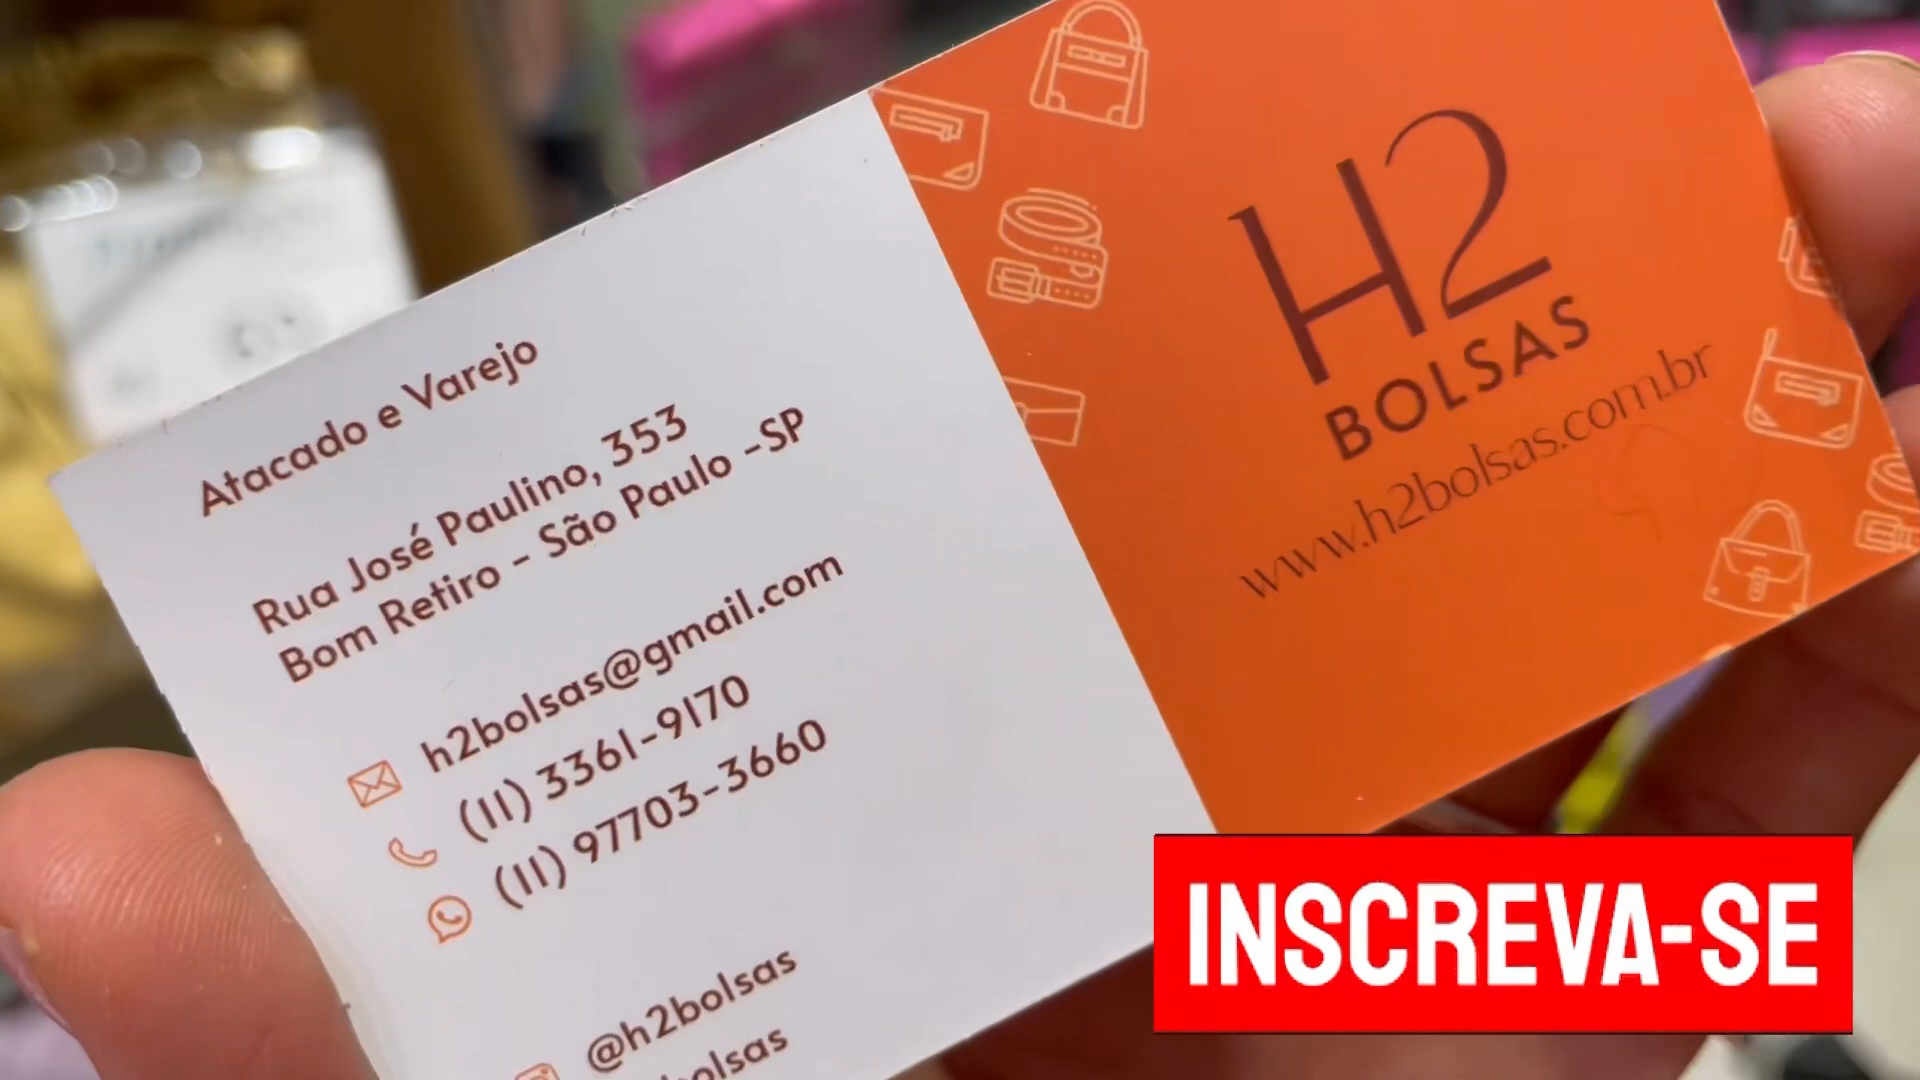 Atacado e Varejo
Rua José Paulino, 353
Bom Retiro - São Paulo -SP
h2bolsas@gmail.com
(11) 3361-9170
(11) 97703-3660
@h2bolsas
bolsas
H2
BOLSAS
www.h2bolsas.com.br
INSCREVA-SE